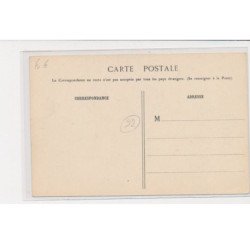 CARTE POSTALE
La Correspondance au recto n'est pas acceptée par tous les pays étrangers. (Se renseigner à la Poste).
CORRESPONDANCE
ADRESSE
M